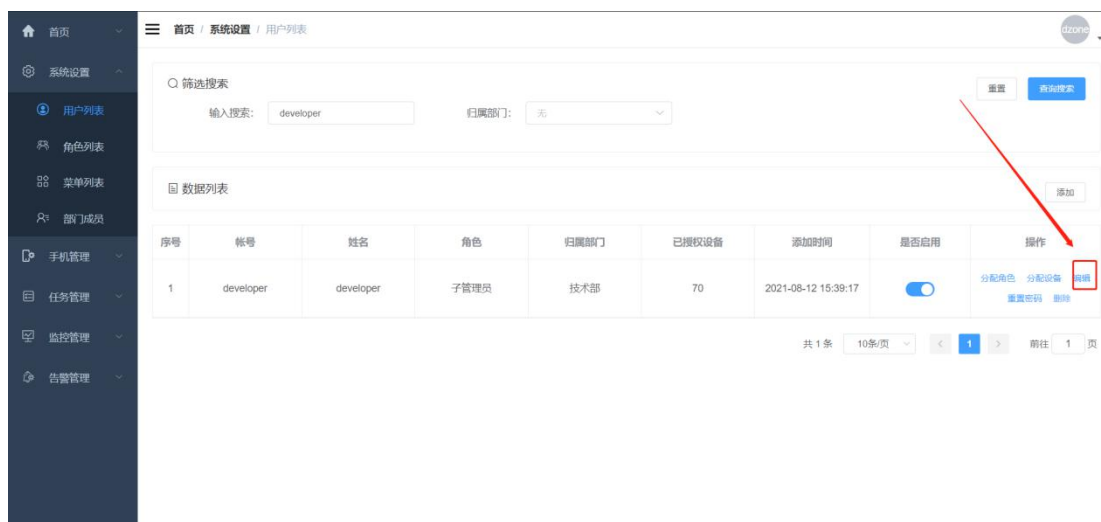 首页
系统设置
用户列表
角色列表
菜单列表
部门成员
手机管理
任务管理
监控管理
告警管理
首页 / 系统设置 / 用户列表
dzone
筛选搜索
重置 查询搜索
输入搜索: developer 归属部门: 无
数据列表
添加
序号 帐号 姓名 角色 归属部门 已授权设备 添加时间 是否启用 操作
1 developer developer 子管理员 技术部 70 2021-08-12 15:39:17 分配角色 分配设备 编辑
重置密码 删除
共 1 条 10条/页 < 1 > 前往 1 页